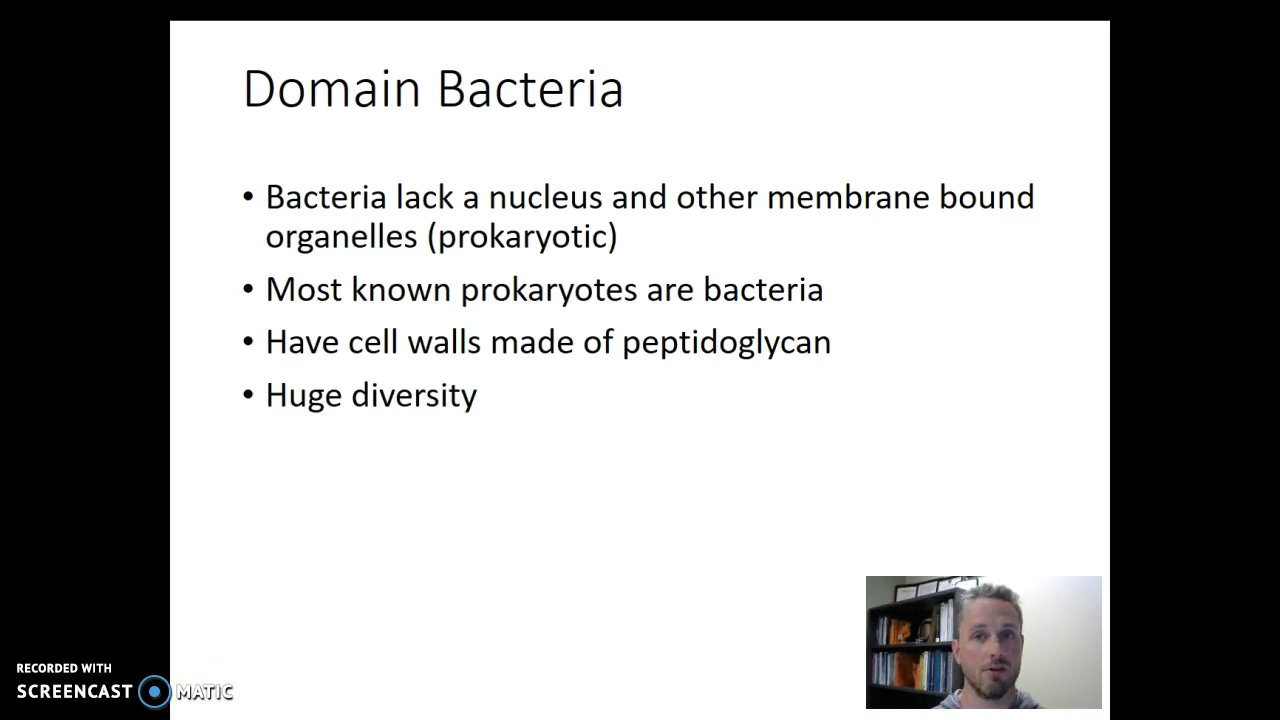 Domain Bacteria
• Bacteria lack a nucleus and other membrane bound
organelles (prokaryotic)
• Most known prokaryotes are bacteria
• Have cell walls made of peptidoglycan
• Huge diversity
RECORDED WITH
SCREENCAST MATIC